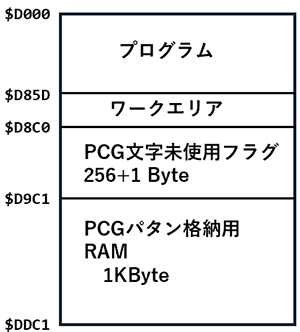 $D000
プログラム
$D85D
ワークエリア
$D8C0
PCG文字未使用フラグ
256+1 Byte
$D9C1
PCGパタン格納用
RAM
1KByte
$DDC1